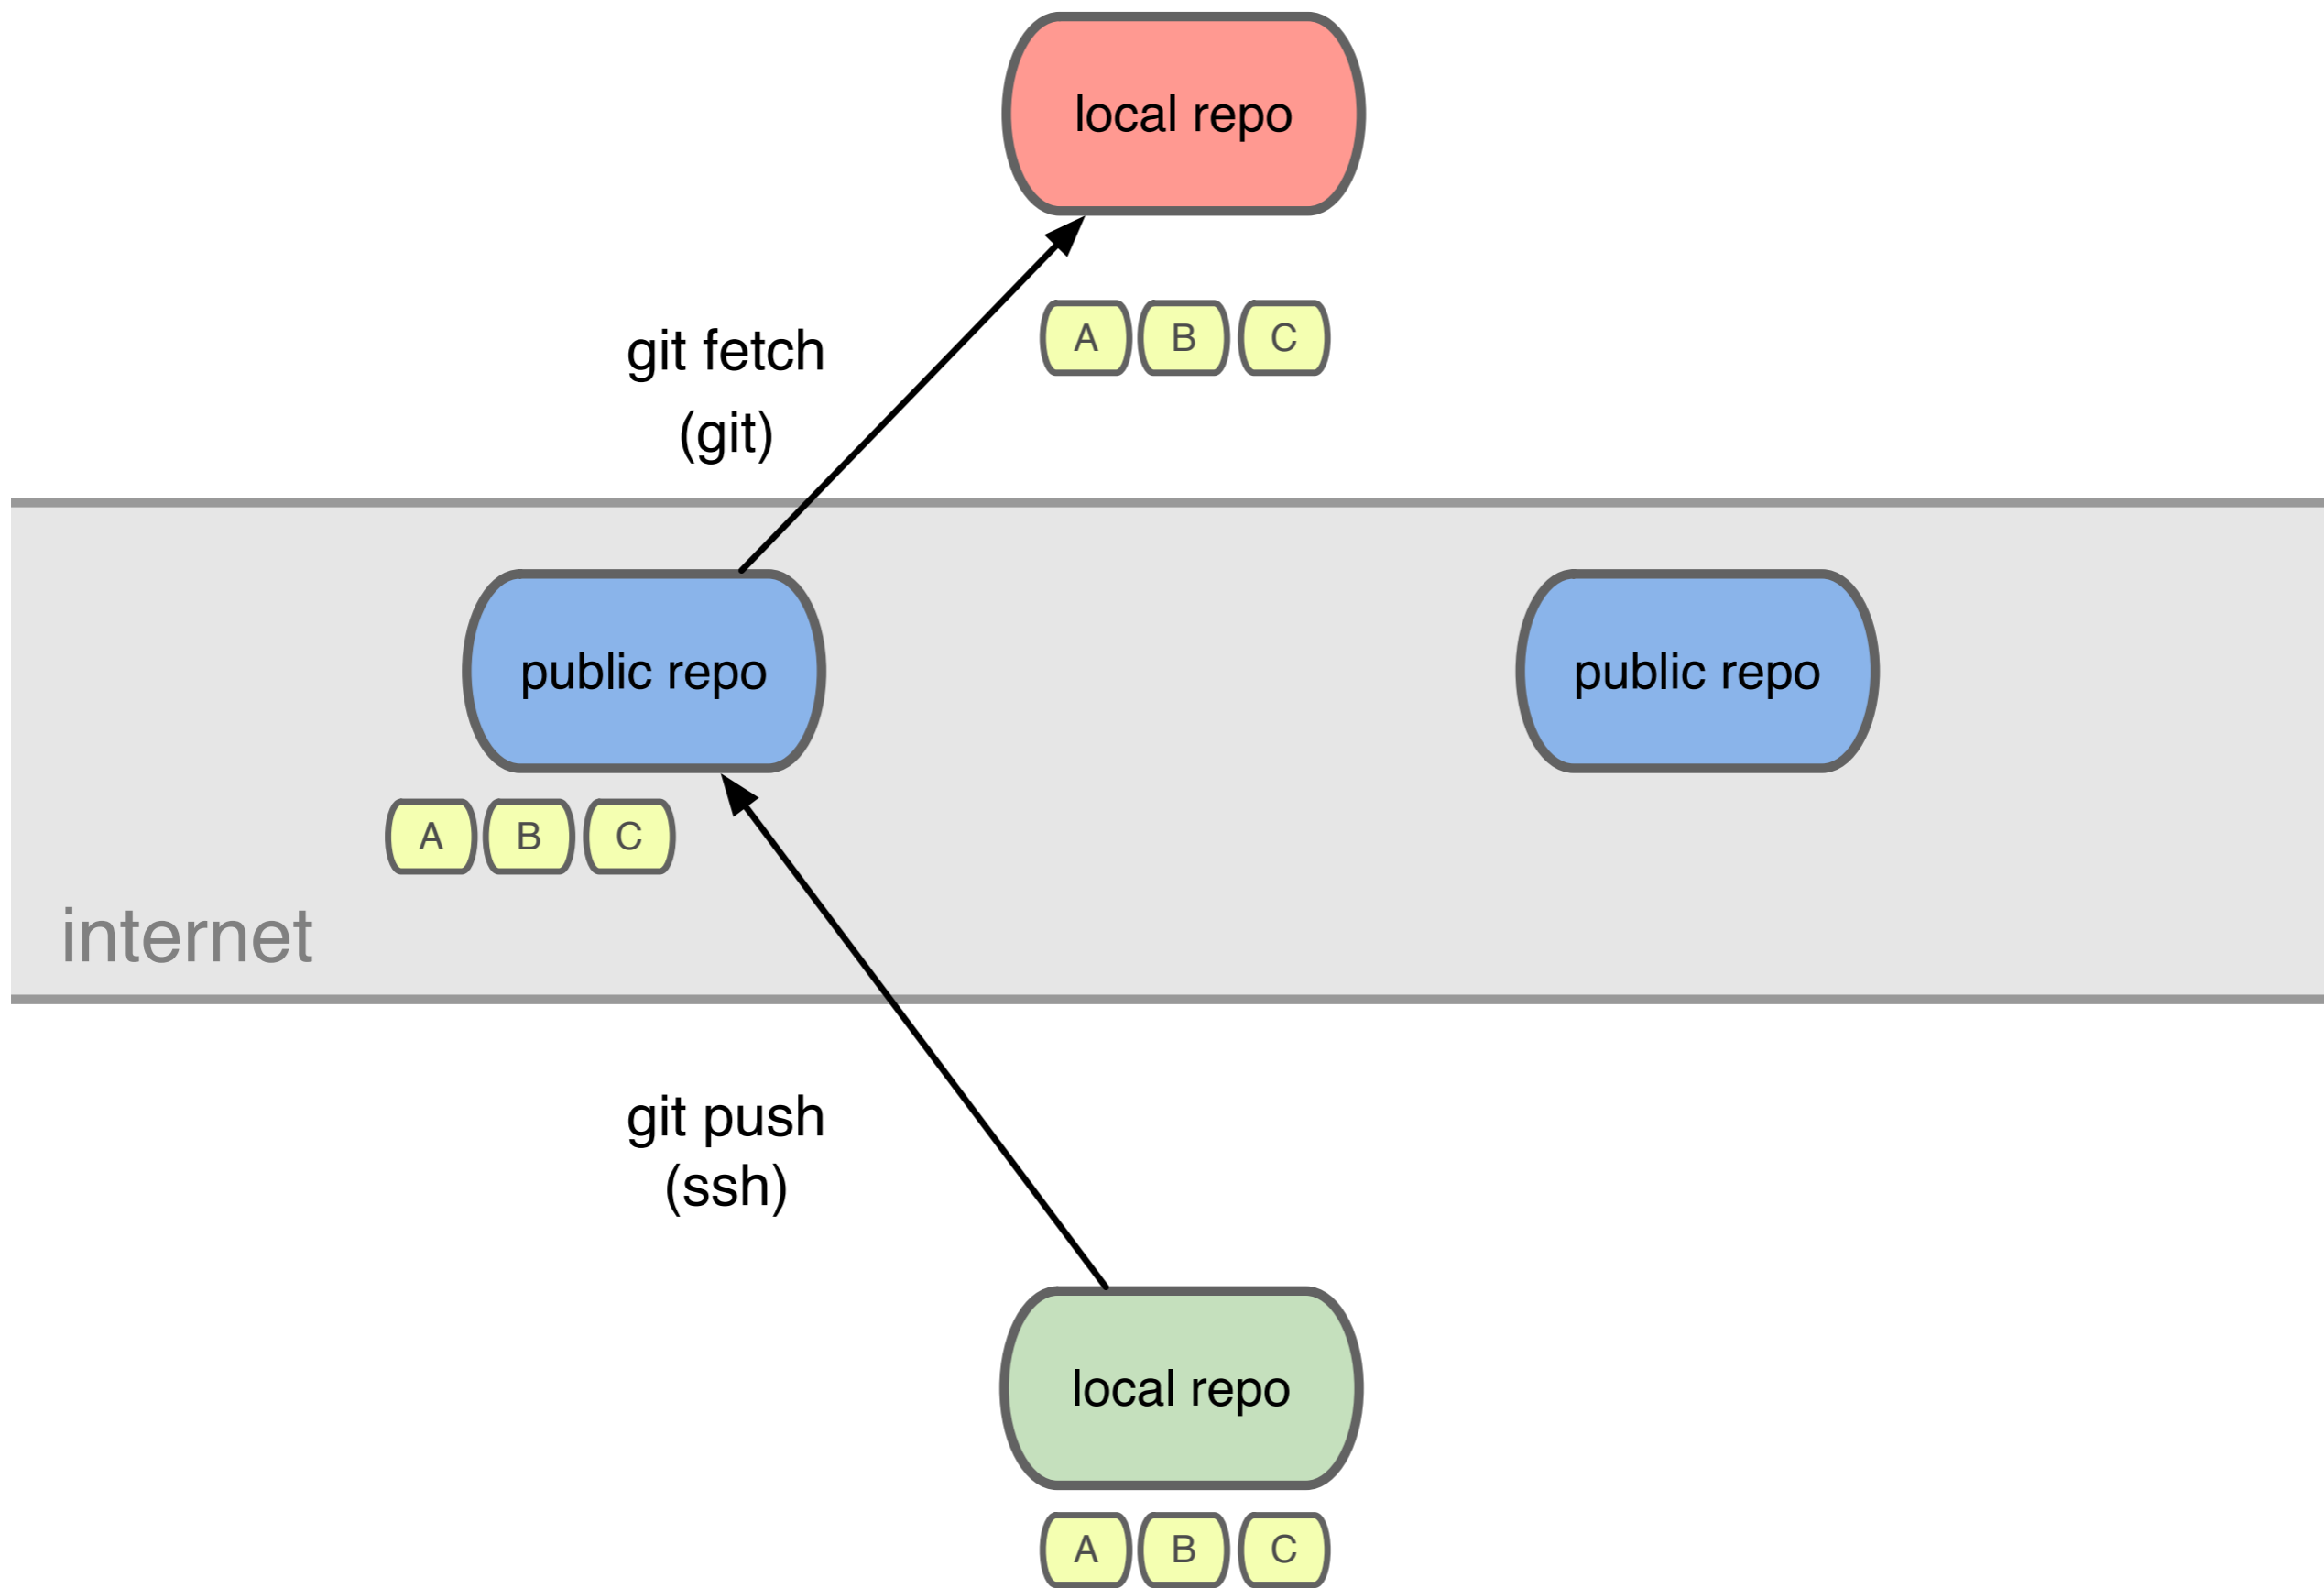 local repo
A B C
git fetch
(git)
public repo
public repo
A B C
internet
git push
(ssh)
local repo
A B C